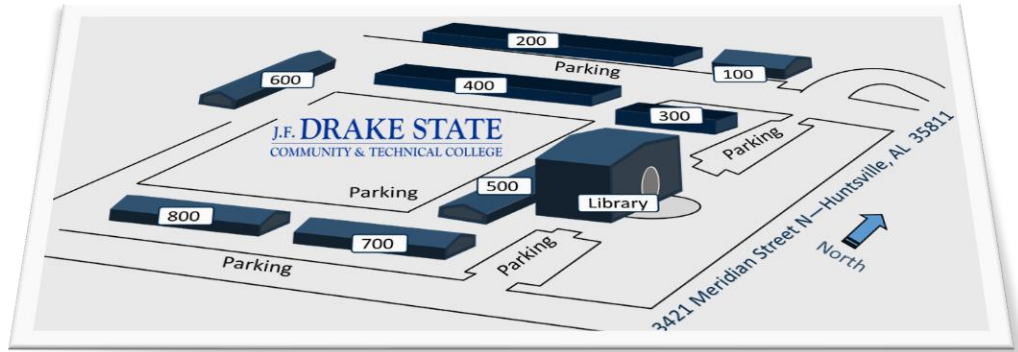 200
Parking
100
600
400
300
J.F. DRAKE STATE
COMMUNITY & TECHNICAL COLLEGE
Parking
Parking
500
Library
800
700
Parking
Parking
3421 Meridian Street N—Huntsville, AL 35811
North